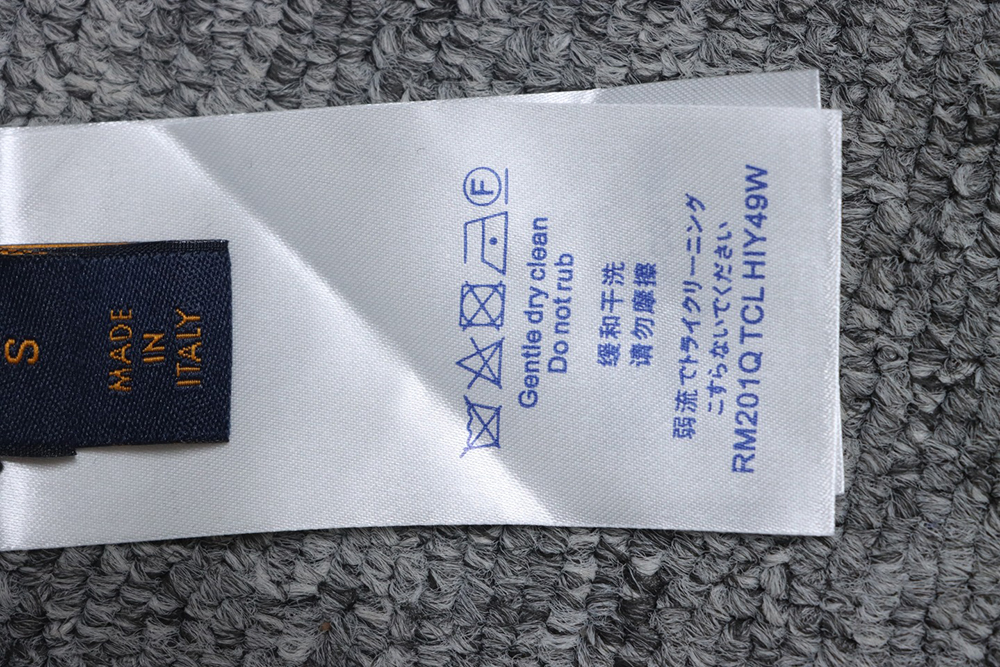 S
MADE
IN
ITALY
F
Gentle dry clean
Do not rub
缓和干洗
请勿摩擦
弱流でトライクリーニング
こすらないでください
RM201Q TCL HIY49W